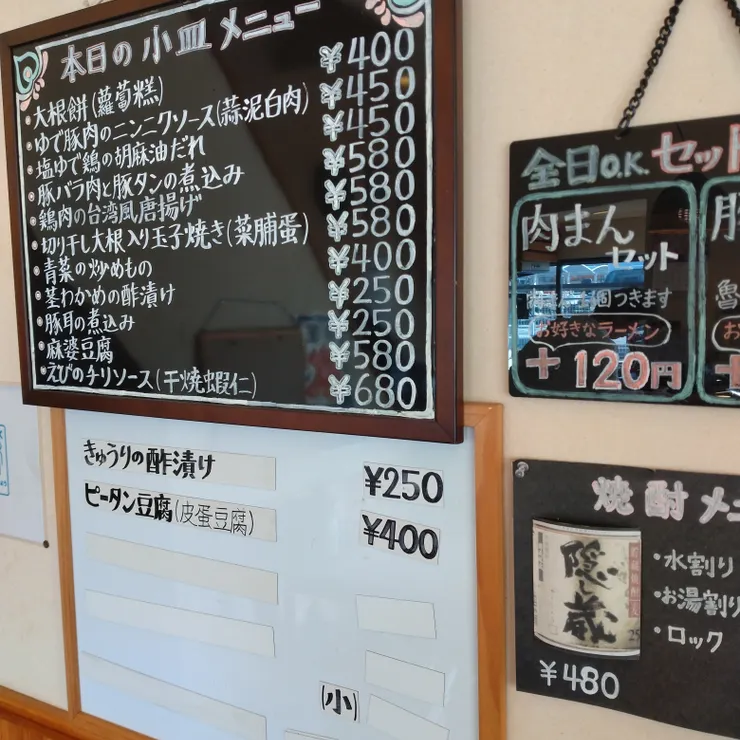 本日の小皿メニュー
・大根餅(蘿蔔糕) ¥400
・ゆで豚肉のニンニクソース(蒜泥白肉) ¥450
・塩ゆで鶏の胡麻油だれ ¥450
・豚バラ肉と豚タンの煮込み ¥580
・鶏肉の台湾風唐揚げ ¥580
・切り干し大根入り玉子焼き(菜脯蛋) ¥580
・青菜の炒めもの ¥400
・茎わかめの酢漬け ¥250
・豚耳の煮込み ¥250
・麻婆豆腐 ¥580
・えびのチリソース(干焼蝦仁) ¥680
きゅうりの酢漬け ¥250
ピータン豆腐(皮蛋豆腐) ¥400
(小)
全日O.K.セット
肉まん
セット
つきます
お好きなラーメン
+120円
豚
魯
お
+
焼酎メニ
隠し蔵
25
・水割り
・お湯割り
・ロック
¥480